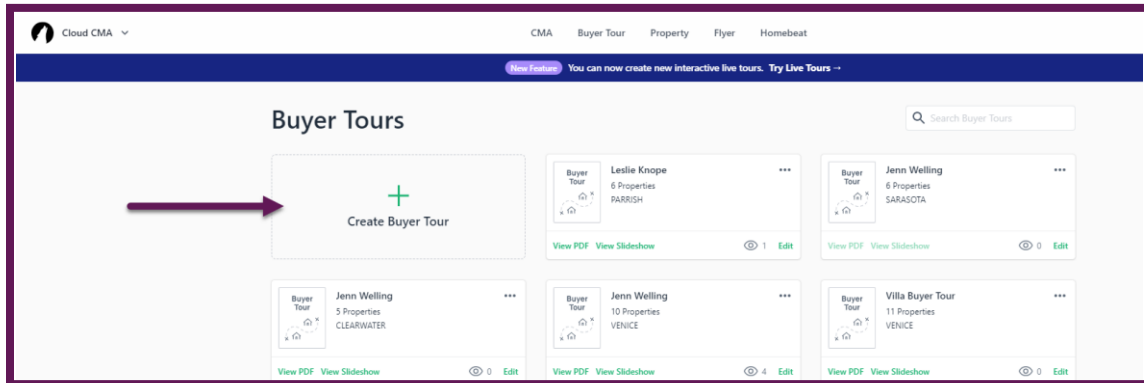 Cloud CMA
CMA Buyer Tour Property Flyer Homebeat
New Feature You can now create new interactive live tours. Try Live Tours →
Buyer Tours
Search Buyer Tours
Create Buyer Tour
Buyer
Tour
Leslie Knope
6 Properties
PARRISH
View PDF View Slideshow 1 Edit
Buyer
Tour
Jenn Welling
6 Properties
SARASOTA
View PDF View Slideshow 0 Edit
Buyer
Tour
Jenn Welling
5 Properties
CLEARWATER
View PDF View Slideshow 0 Edit
Buyer
Tour
Jenn Welling
10 Properties
VENICE
View PDF View Slideshow 4 Edit
Buyer
Tour
Villa Buyer Tour
11 Properties
VENICE
View PDF View Slideshow 0 Edit